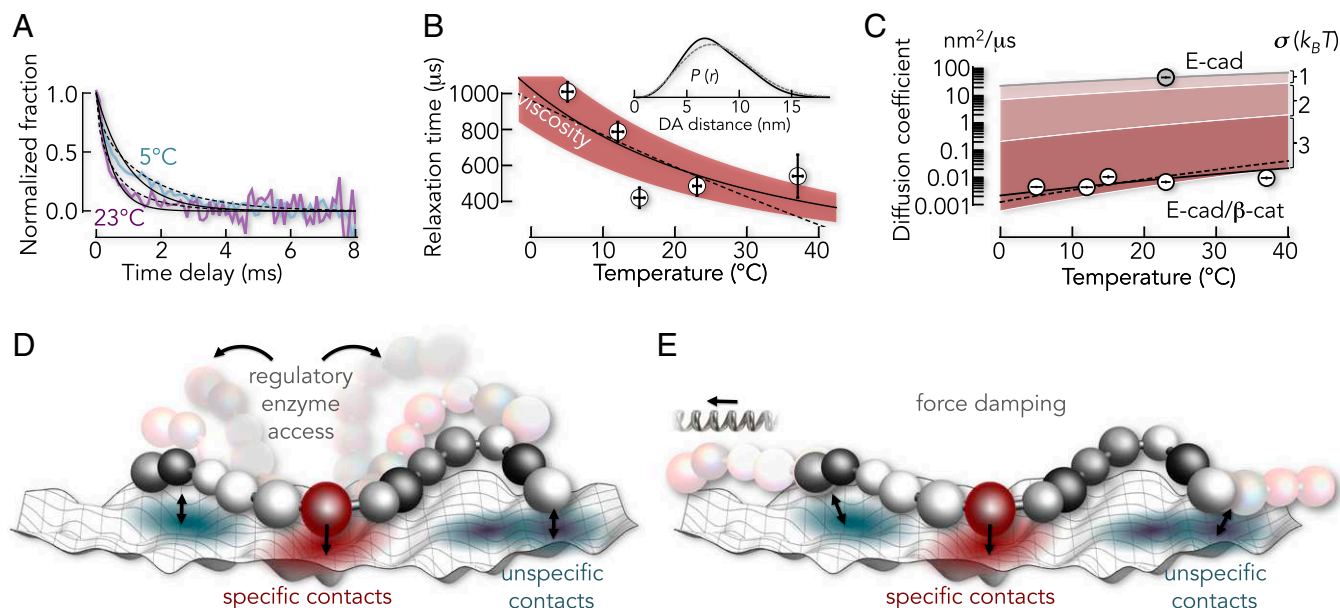 A
Normalized fraction
1.0
0.5
0.0
5°C
23°C
0
2
4
6
8
Time delay (ms)
B
Relaxation time (µs)
1000
800
600
400
viscosity
P (r)
0
5
10
15
DA distance (nm)
0
10
20
30
40
Temperature (°C)
C
nm²/µs
σ (k_BT)
Diffusion coefficient
100
10
1
0.1
0.01
0.001
E-cad
1
2
3
E-cad/β-cat
0
10
20
30
40
Temperature (°C)
D
regulatory
enzyme
access
specific contacts
unspecific
contacts
E
force damping
specific contacts
unspecific
contacts